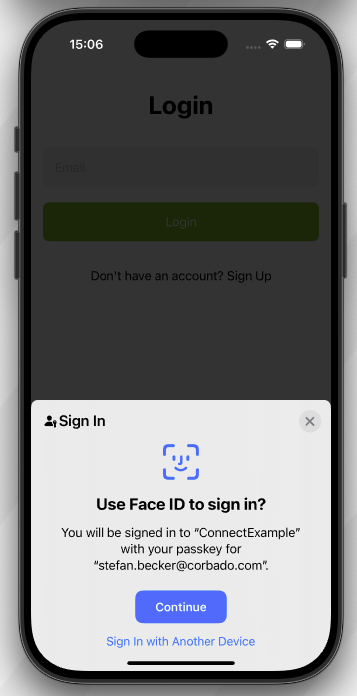 15:06
Login
Email
Login
Don't have an account? Sign Up
Sign In
Use Face ID to sign in?
You will be signed in to “ConnectExample”
with your passkey for
“stefan.becker@corbado.com”.
Continue
Sign In with Another Device